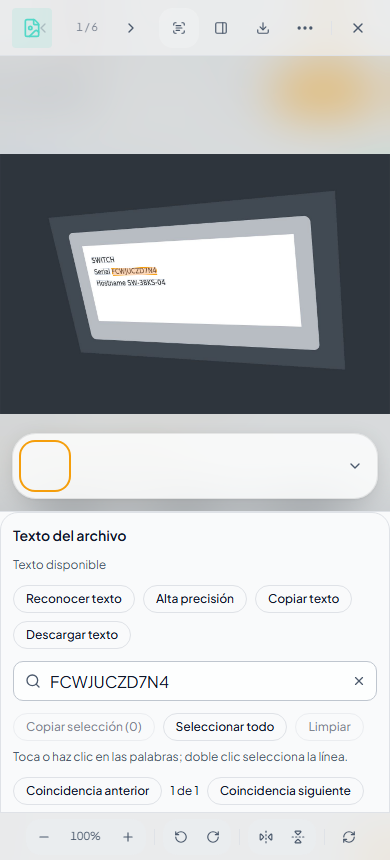 1 / 6
SWITCH
Serial FCWJUCZD7N4
Hostname SW-3BKS-04
Texto del archivo
Texto disponible
Reconocer texto
Alta precisión
Copiar texto
Descargar texto
FCWJUCZD7N4
Copiar selección (0)
Seleccionar todo
Limpiar
Toca o haz clic en las palabras; doble clic selecciona la línea.
Coincidencia anterior
1 de 1
Coincidencia siguiente
100%